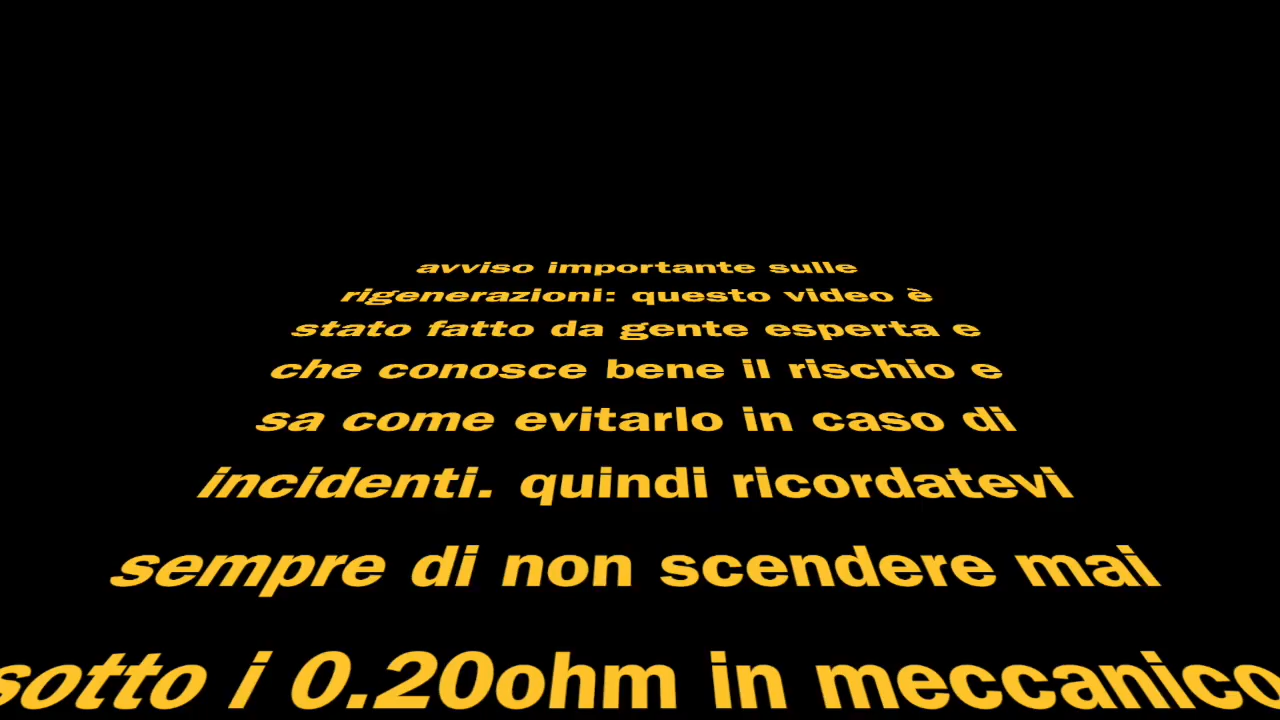 avviso importante sulle
rigenerazioni: questo video è
stato fatto da gente esperta e
che conosce bene il rischio e
sa come evitarlo in caso di
incidenti. quindi ricordatevi
sempre di non scendere mai
sotto i 0.20ohm in meccanico